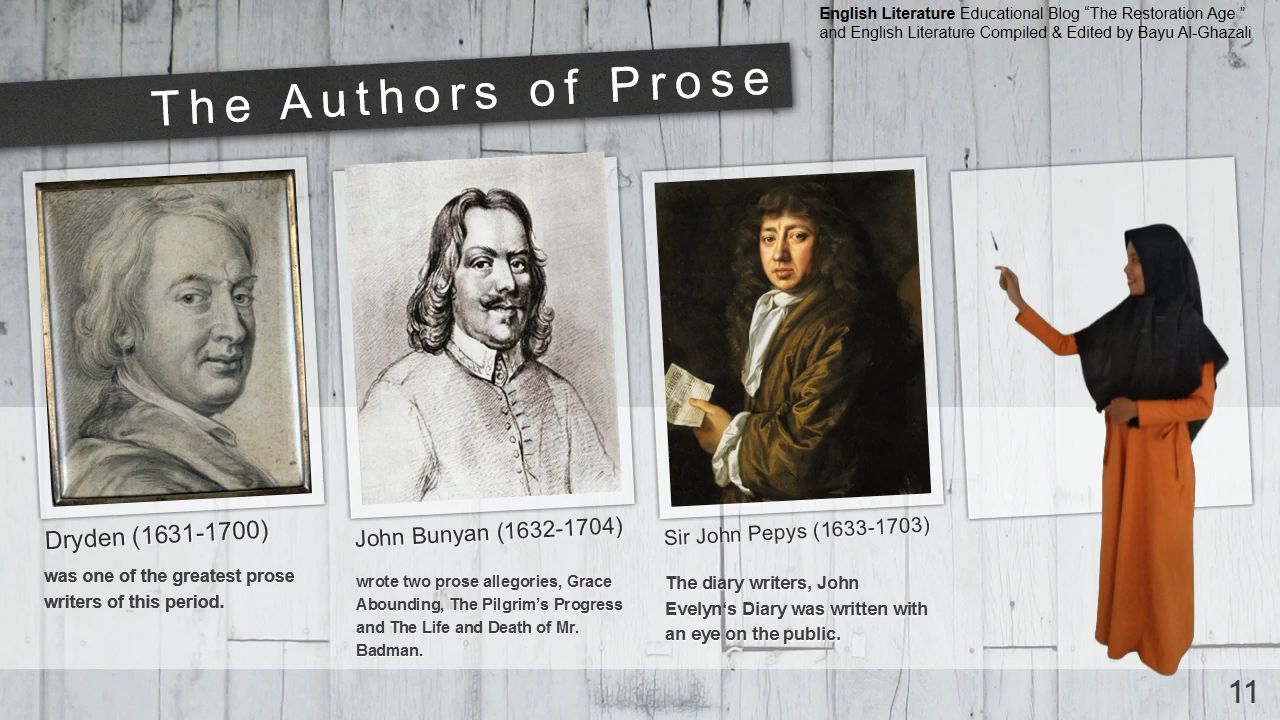 English Literature Educational Blog “The Restoration Age ”
and English Literature Compiled & Edited by Bayu Al-Ghazali
The Authors of Prose
Dryden (1631-1700)
was one of the greatest prose
writers of this period.
John Bunyan (1632-1704)
wrote two prose allegories, Grace
Abounding, The Pilgrim’s Progress
and The Life and Death of Mr.
Badman.
Sir John Pepys (1633-1703)
The diary writers, John
Evelyn‘s Diary was written with
an eye on the public.
11